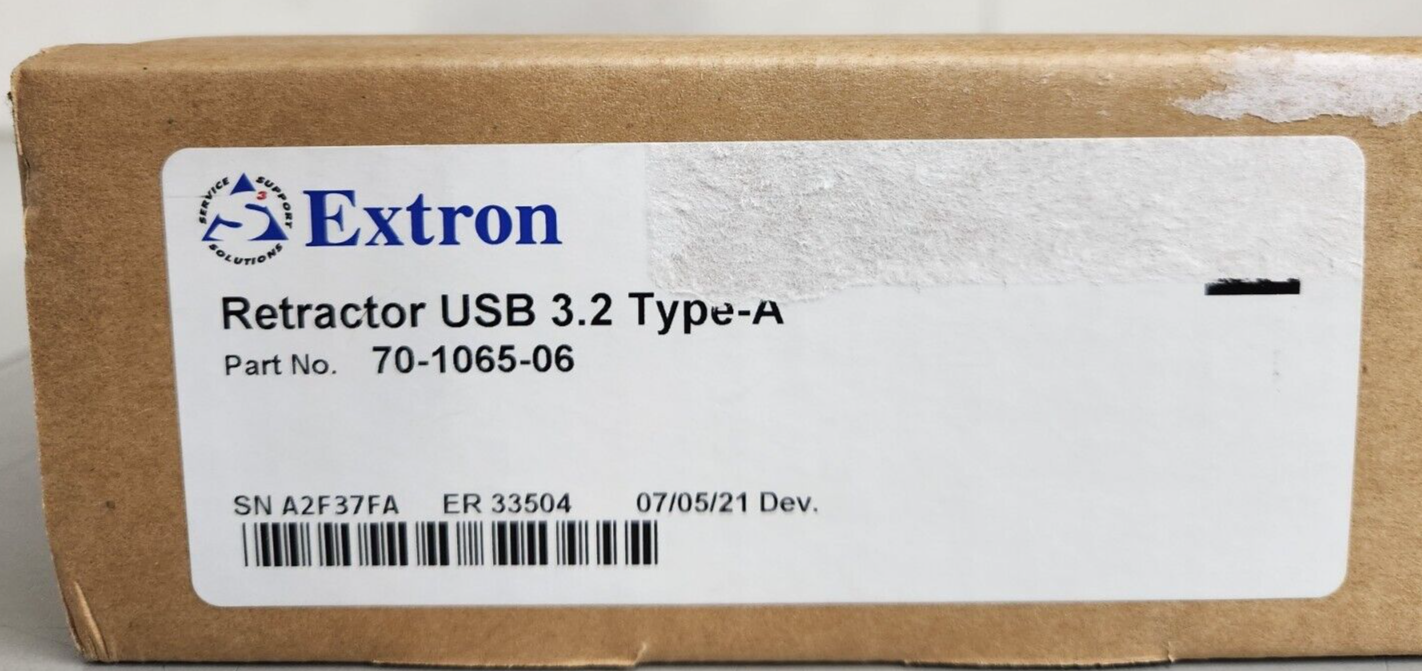 SERVICE SUPPORT SOLUTIONS
S3
Extron
Retractor USB 3.2 Type-A
Part No. 70-1065-06
SN A2F37FA ER 33504 07/05/21 Dev.